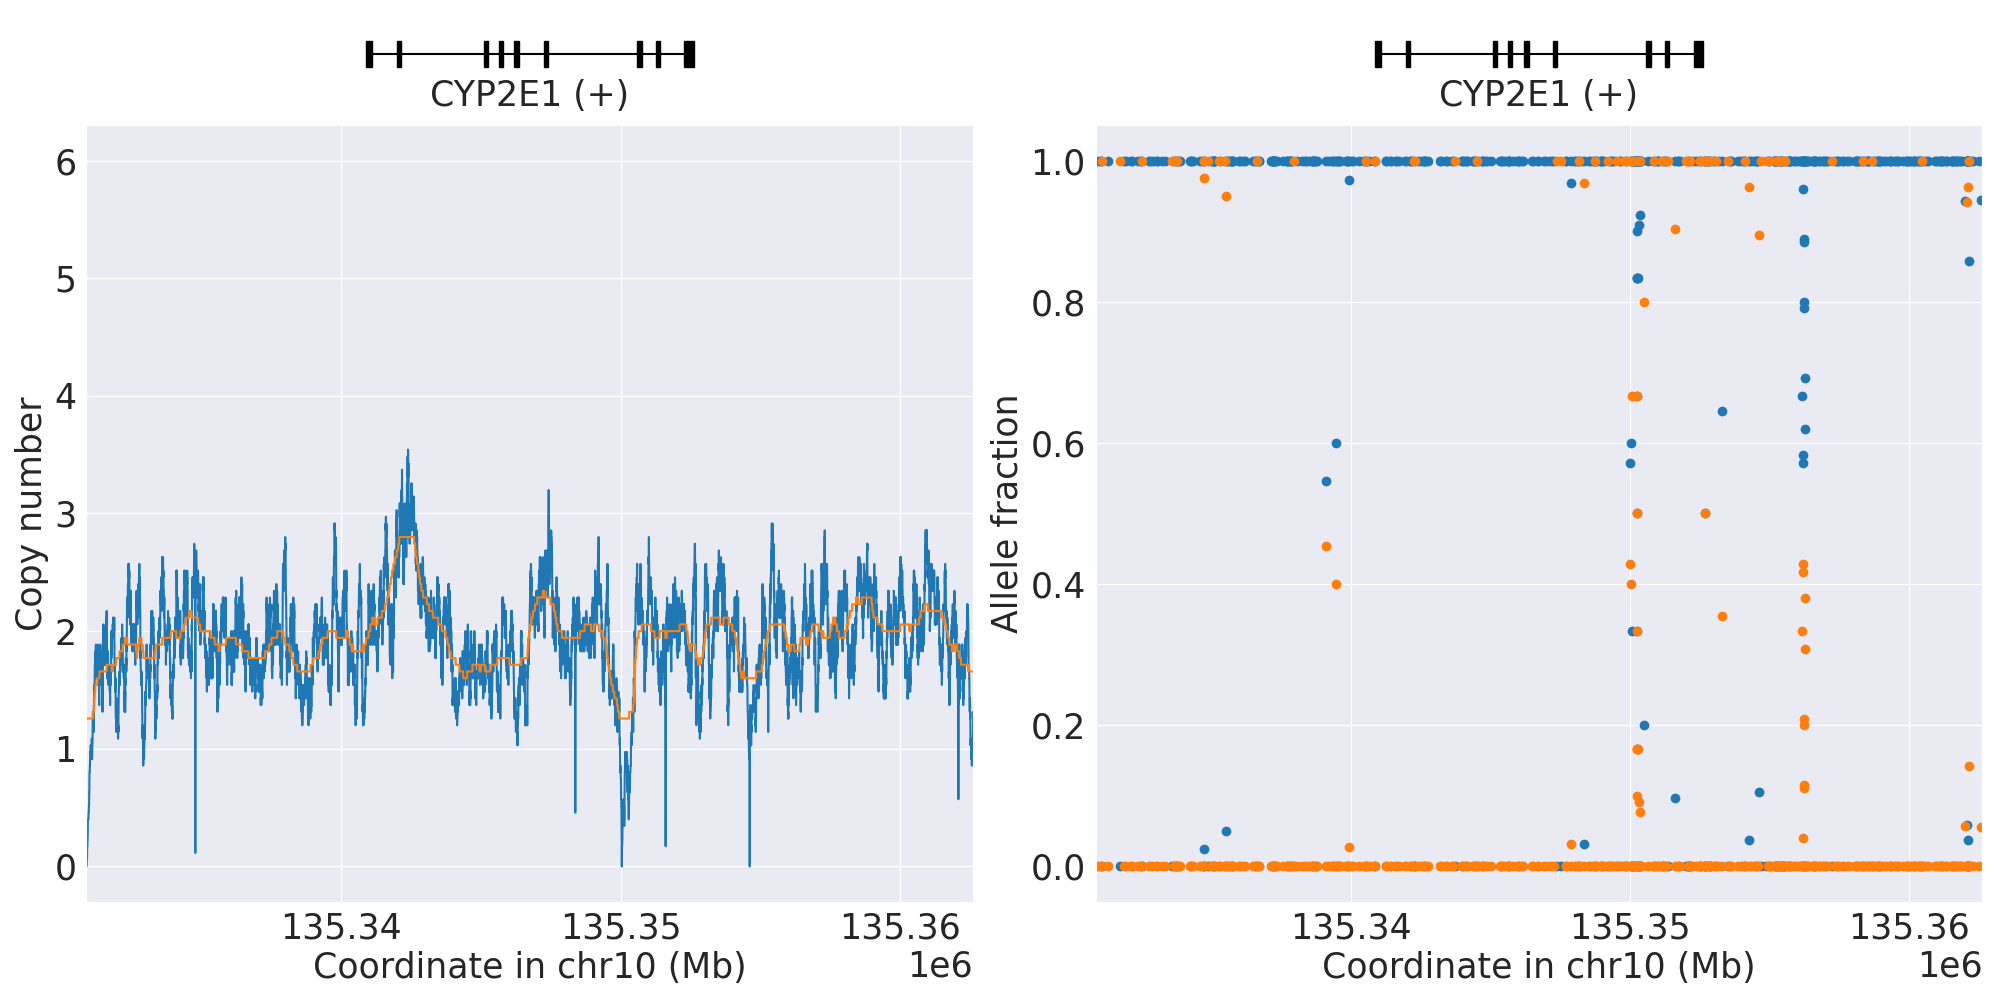 CYP2E1 (+)
6
5
4
3
2
1
0
Copy number
135.34 135.35 135.36
Coordinate in chr10 (Mb) 1e6
CYP2E1 (+)
1.0
0.8
0.6
0.4
0.2
0.0
Allele fraction
135.34 135.35 135.36
Coordinate in chr10 (Mb) 1e6